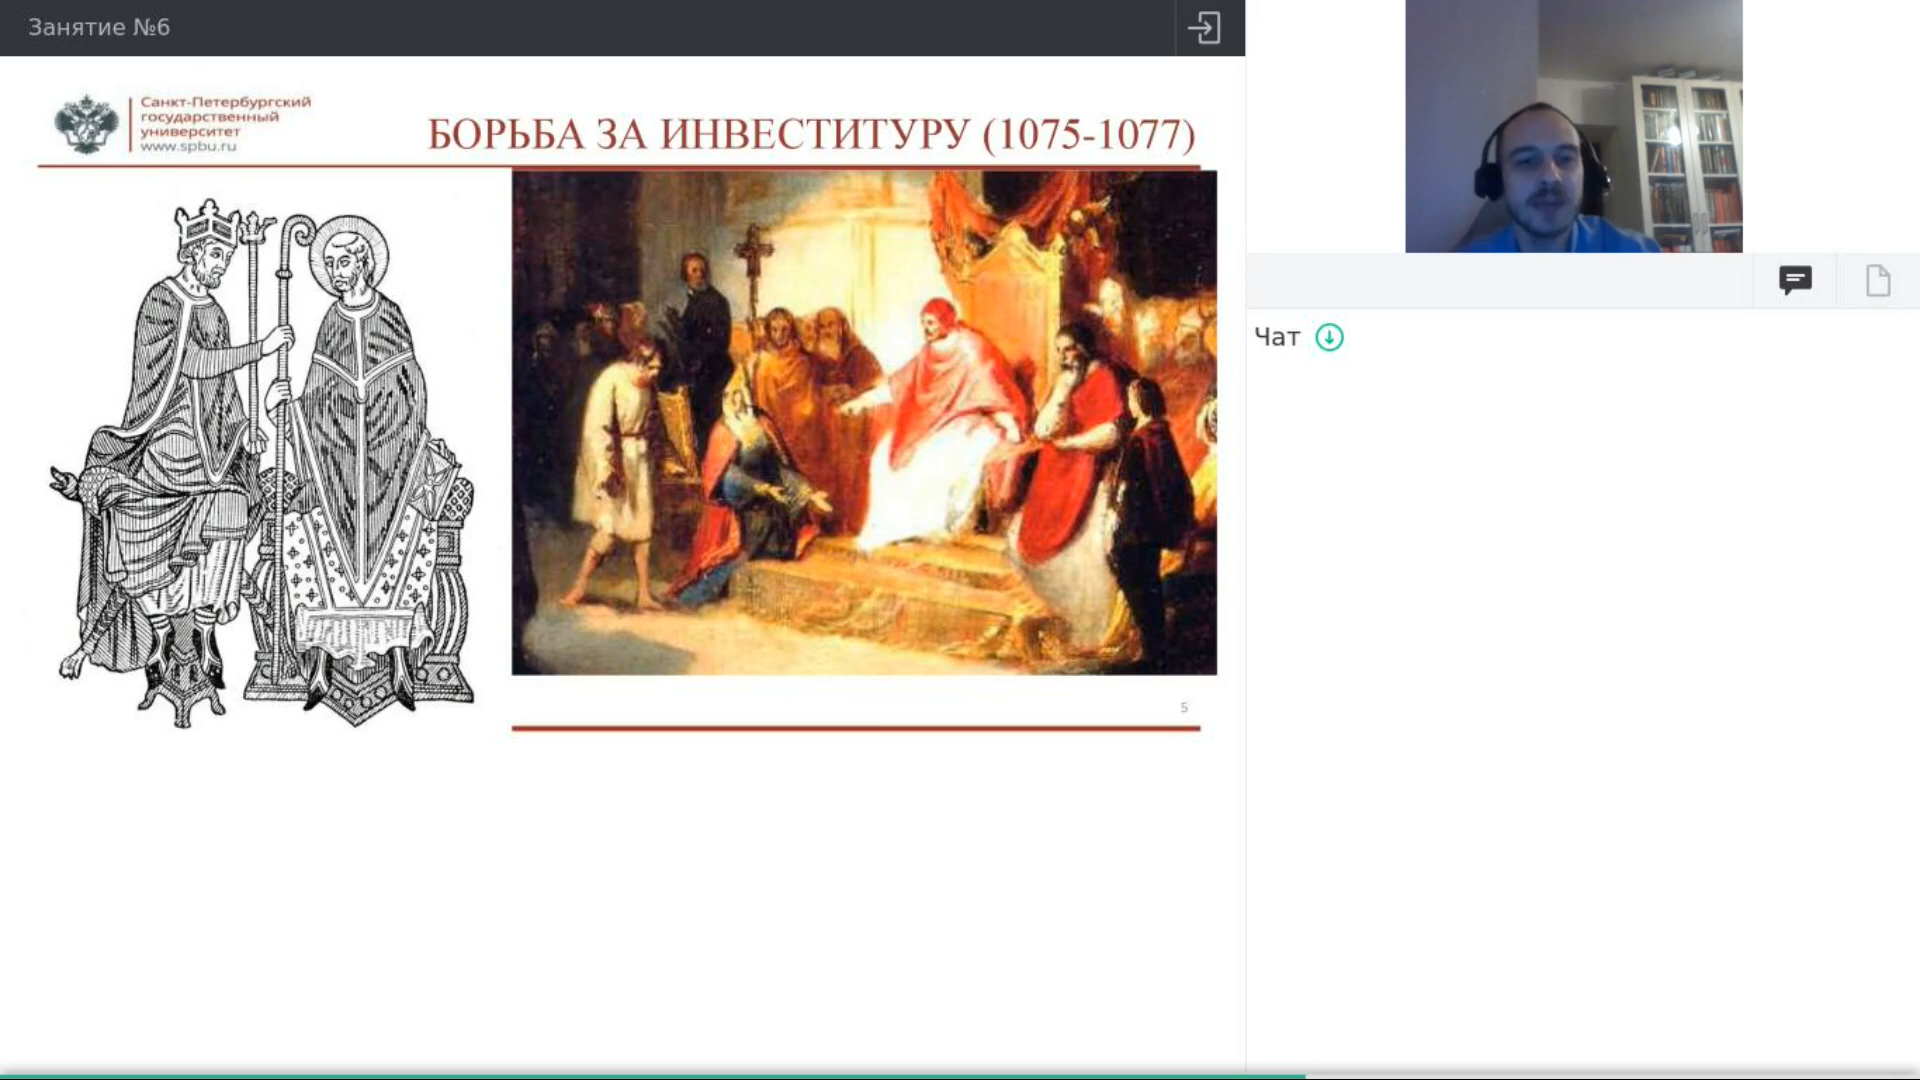 Занятие №6
Санкт-Петербургский
государственный
университет
www.spbu.ru
БОРЬБА ЗА ИНВЕСТИТУРУ (1075-1077)
5
Чат